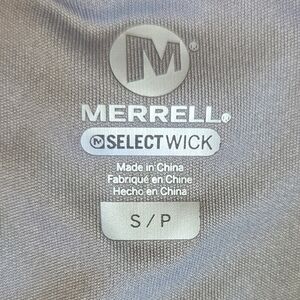 M®
MERRELL®
M SELECT WICK
Made in China
Fabriqué en Chine
Hecho en China
S / P